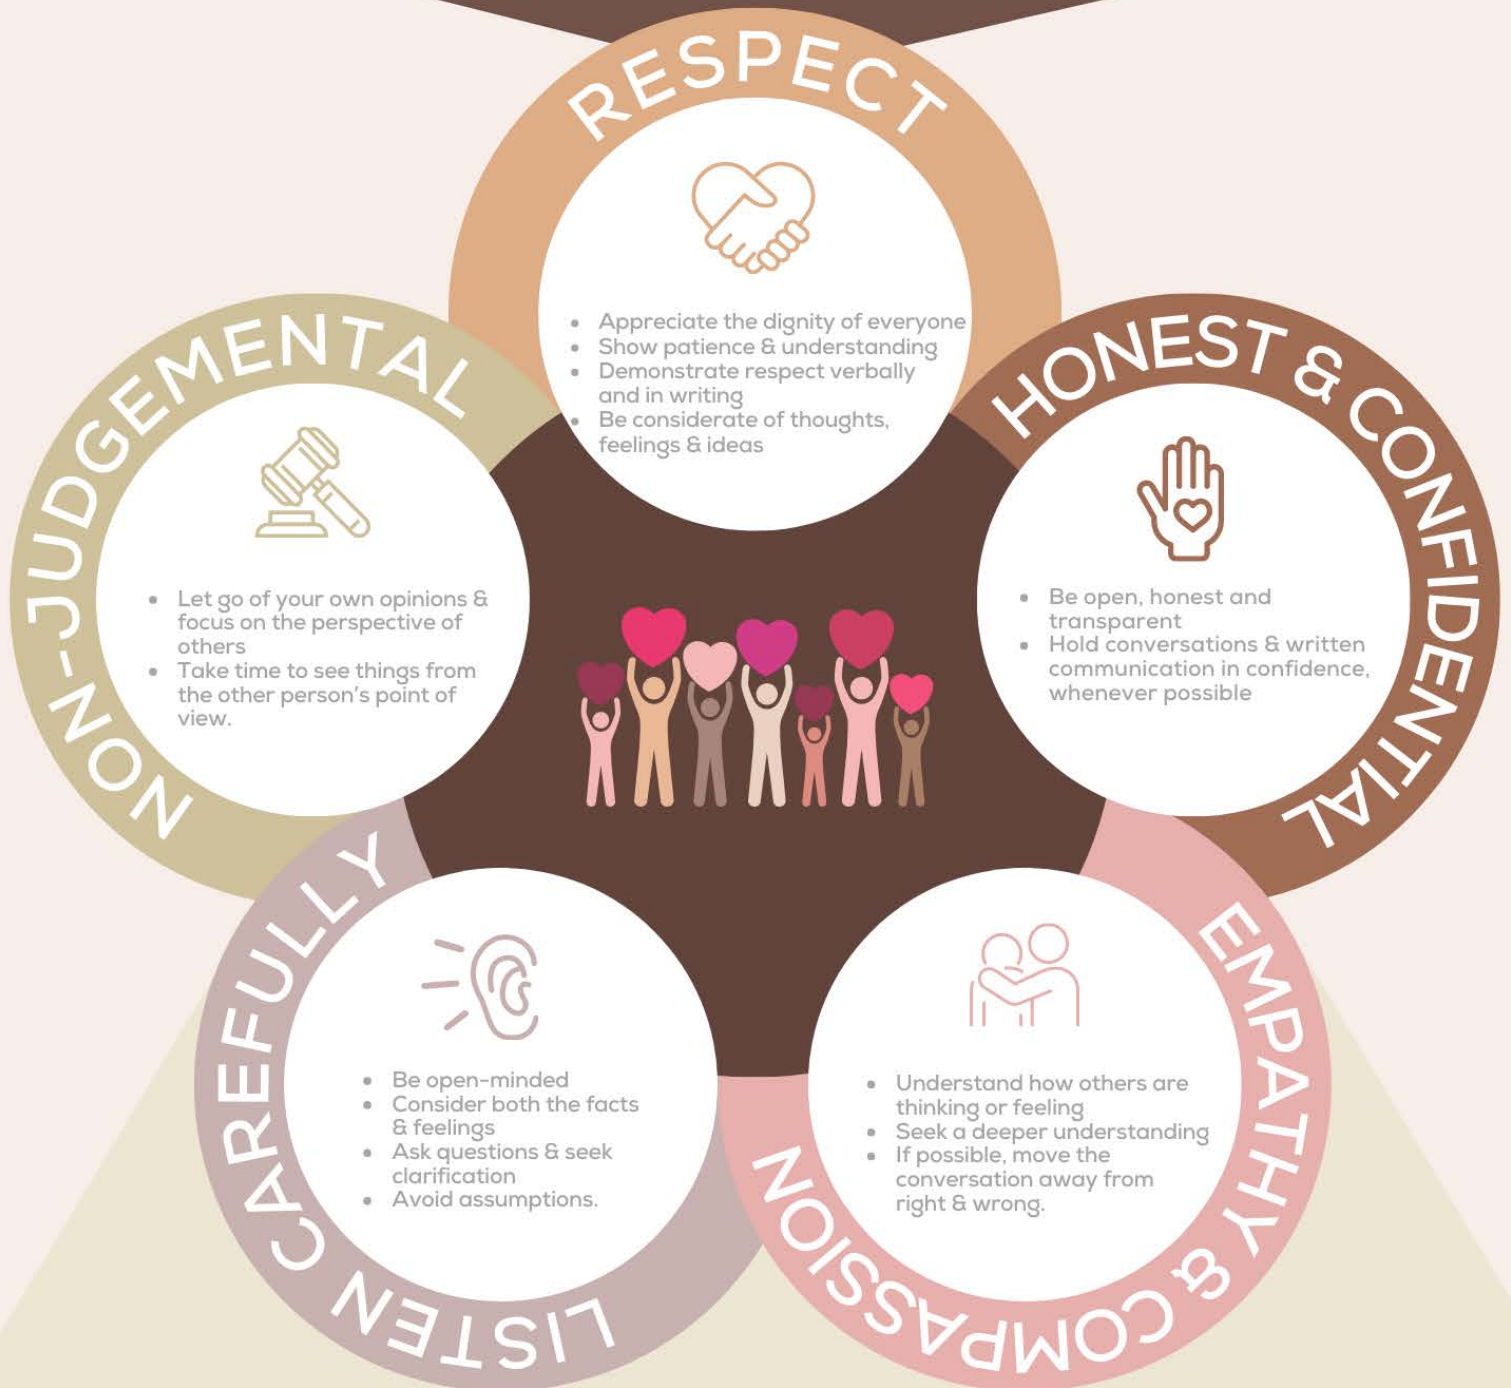 RESPECT
• Appreciate the dignity of everyone
• Show patience & understanding
• Demonstrate respect verbally
and in writing
• Be considerate of thoughts,
feelings & ideas
HONEST & CONFIDENTIAL
• Be open, honest and
transparent
• Hold conversations & written
communication in confidence,
whenever possible
EMPATHY & COMPASSION
• Understand how others are
thinking or feeling
• Seek a deeper understanding
• If possible, move the
conversation away from
right & wrong.
LISTEN CAREFULLY
• Be open-minded
• Consider both the facts
& feelings
• Ask questions & seek
clarification
• Avoid assumptions.
NON-JUDGEMENTAL
• Let go of your own opinions &
focus on the perspective of
others
• Take time to see things from
the other person's point of
view.